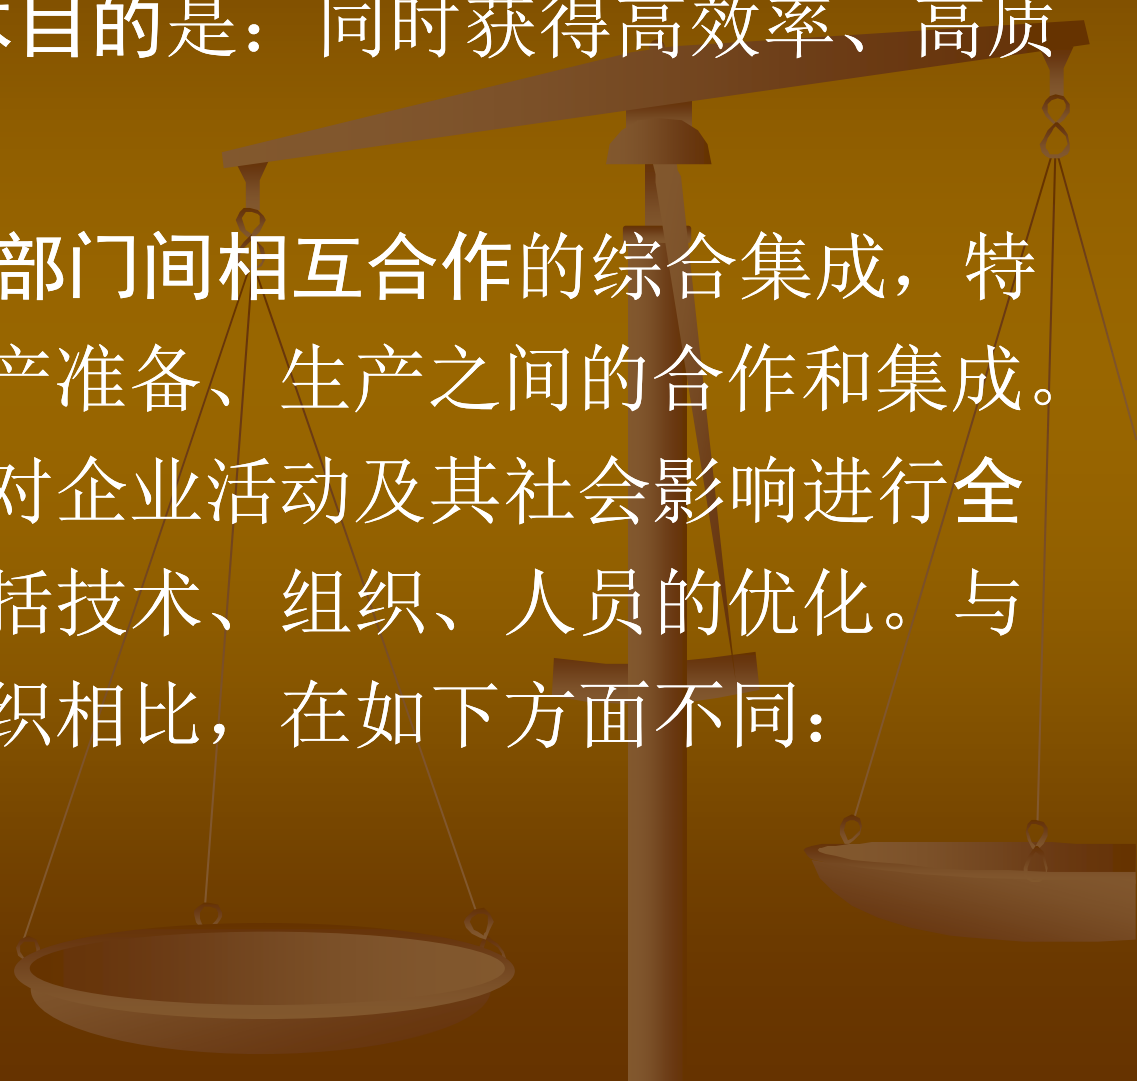 目的是： 同时获得高效率、高质
部门间相互合作的综合集成，特
产准备、生产之间的合作和集成。
对企业活动及其社会影响进行全
括技术、组织、人员的优化。与
织相比，在如下方面不同：